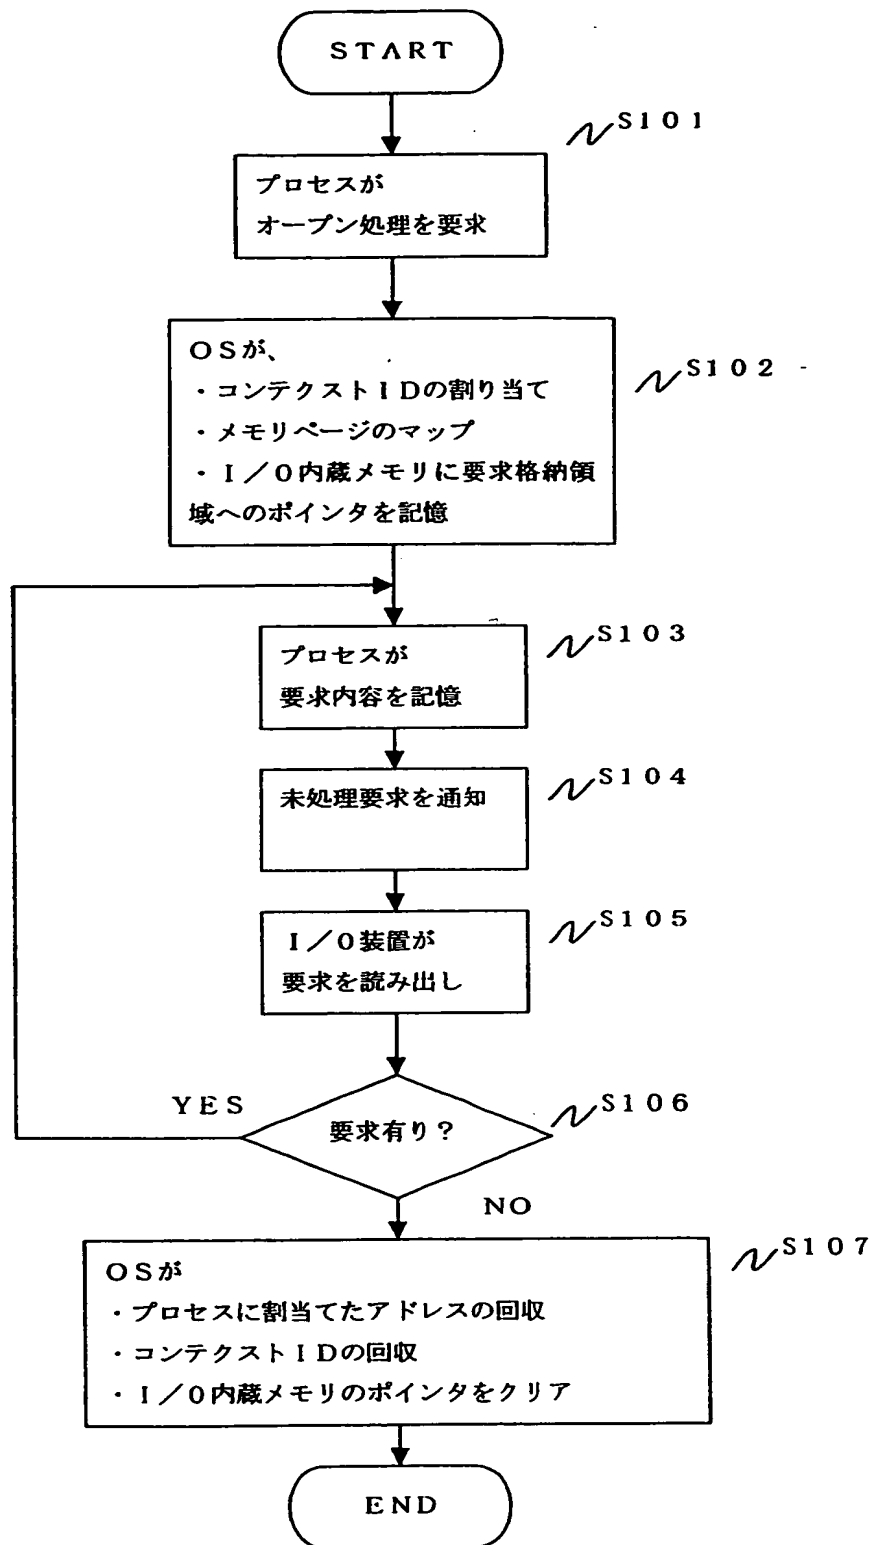 START
S101
プロセスが
オープン処理を要求
S102
OSが、
・コンテクストIDの割り当て
・メモリページのマップ
・I/O内蔵メモリに要求格納領
域へのポインタを記憶
S103
プロセスが
要求内容を記憶
S104
未処理要求を通知
S105
I/O装置が
要求を読み出し
YES
S106
要求有り?
NO
S107
OSが
・プロセスに割当てたアドレスの回収
・コンテクストIDの回収
・I/O内蔵メモリのポインタをクリア
END